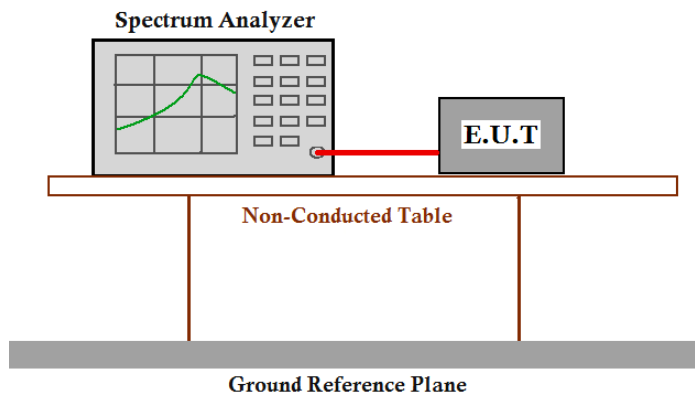 Spectrum Analyzer
E.U.T
Non-Conducted Table
Ground Reference Plane